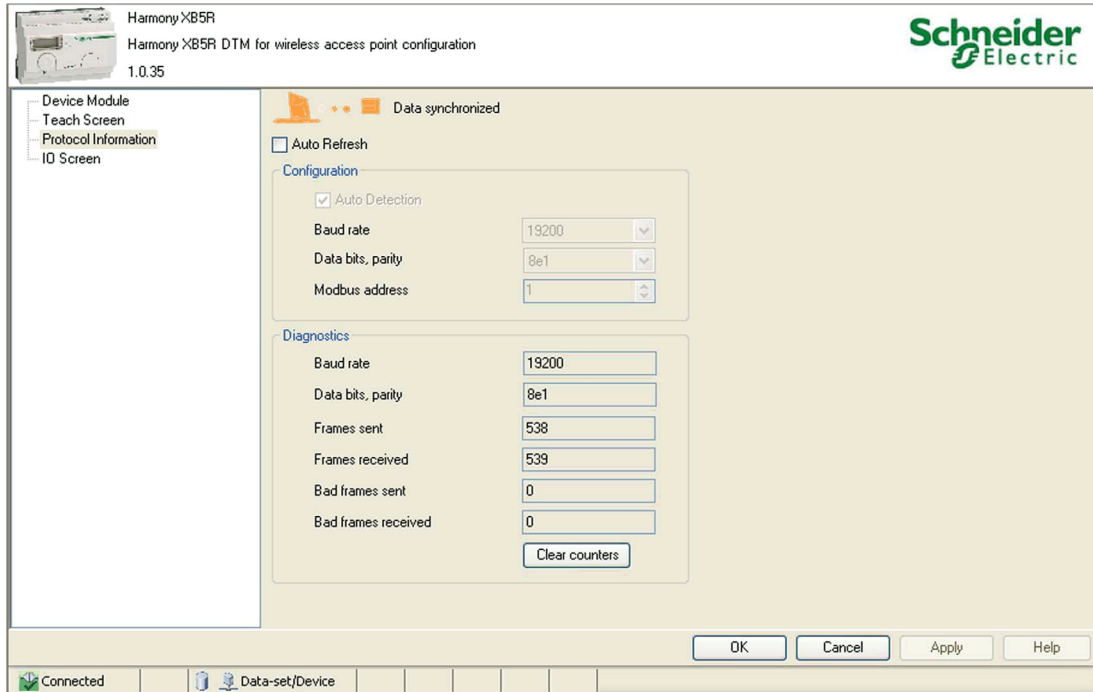 Harmony XB5R
Harmony XB5R DTM for wireless access point configuration
1.0.35
Schneider
Electric
Device Module
Teach Screen
Protocol Information
IO Screen
Data synchronized
Auto Refresh
Configuration
Auto Detection
Baud rate 19200
Data bits, parity 8e1
Modbus address 1
Diagnostics
Baud rate 19200
Data bits, parity 8e1
Frames sent 538
Frames received 539
Bad frames sent 0
Bad frames received 0
Clear counters
OK Cancel Apply Help
Connected Data-set/Device